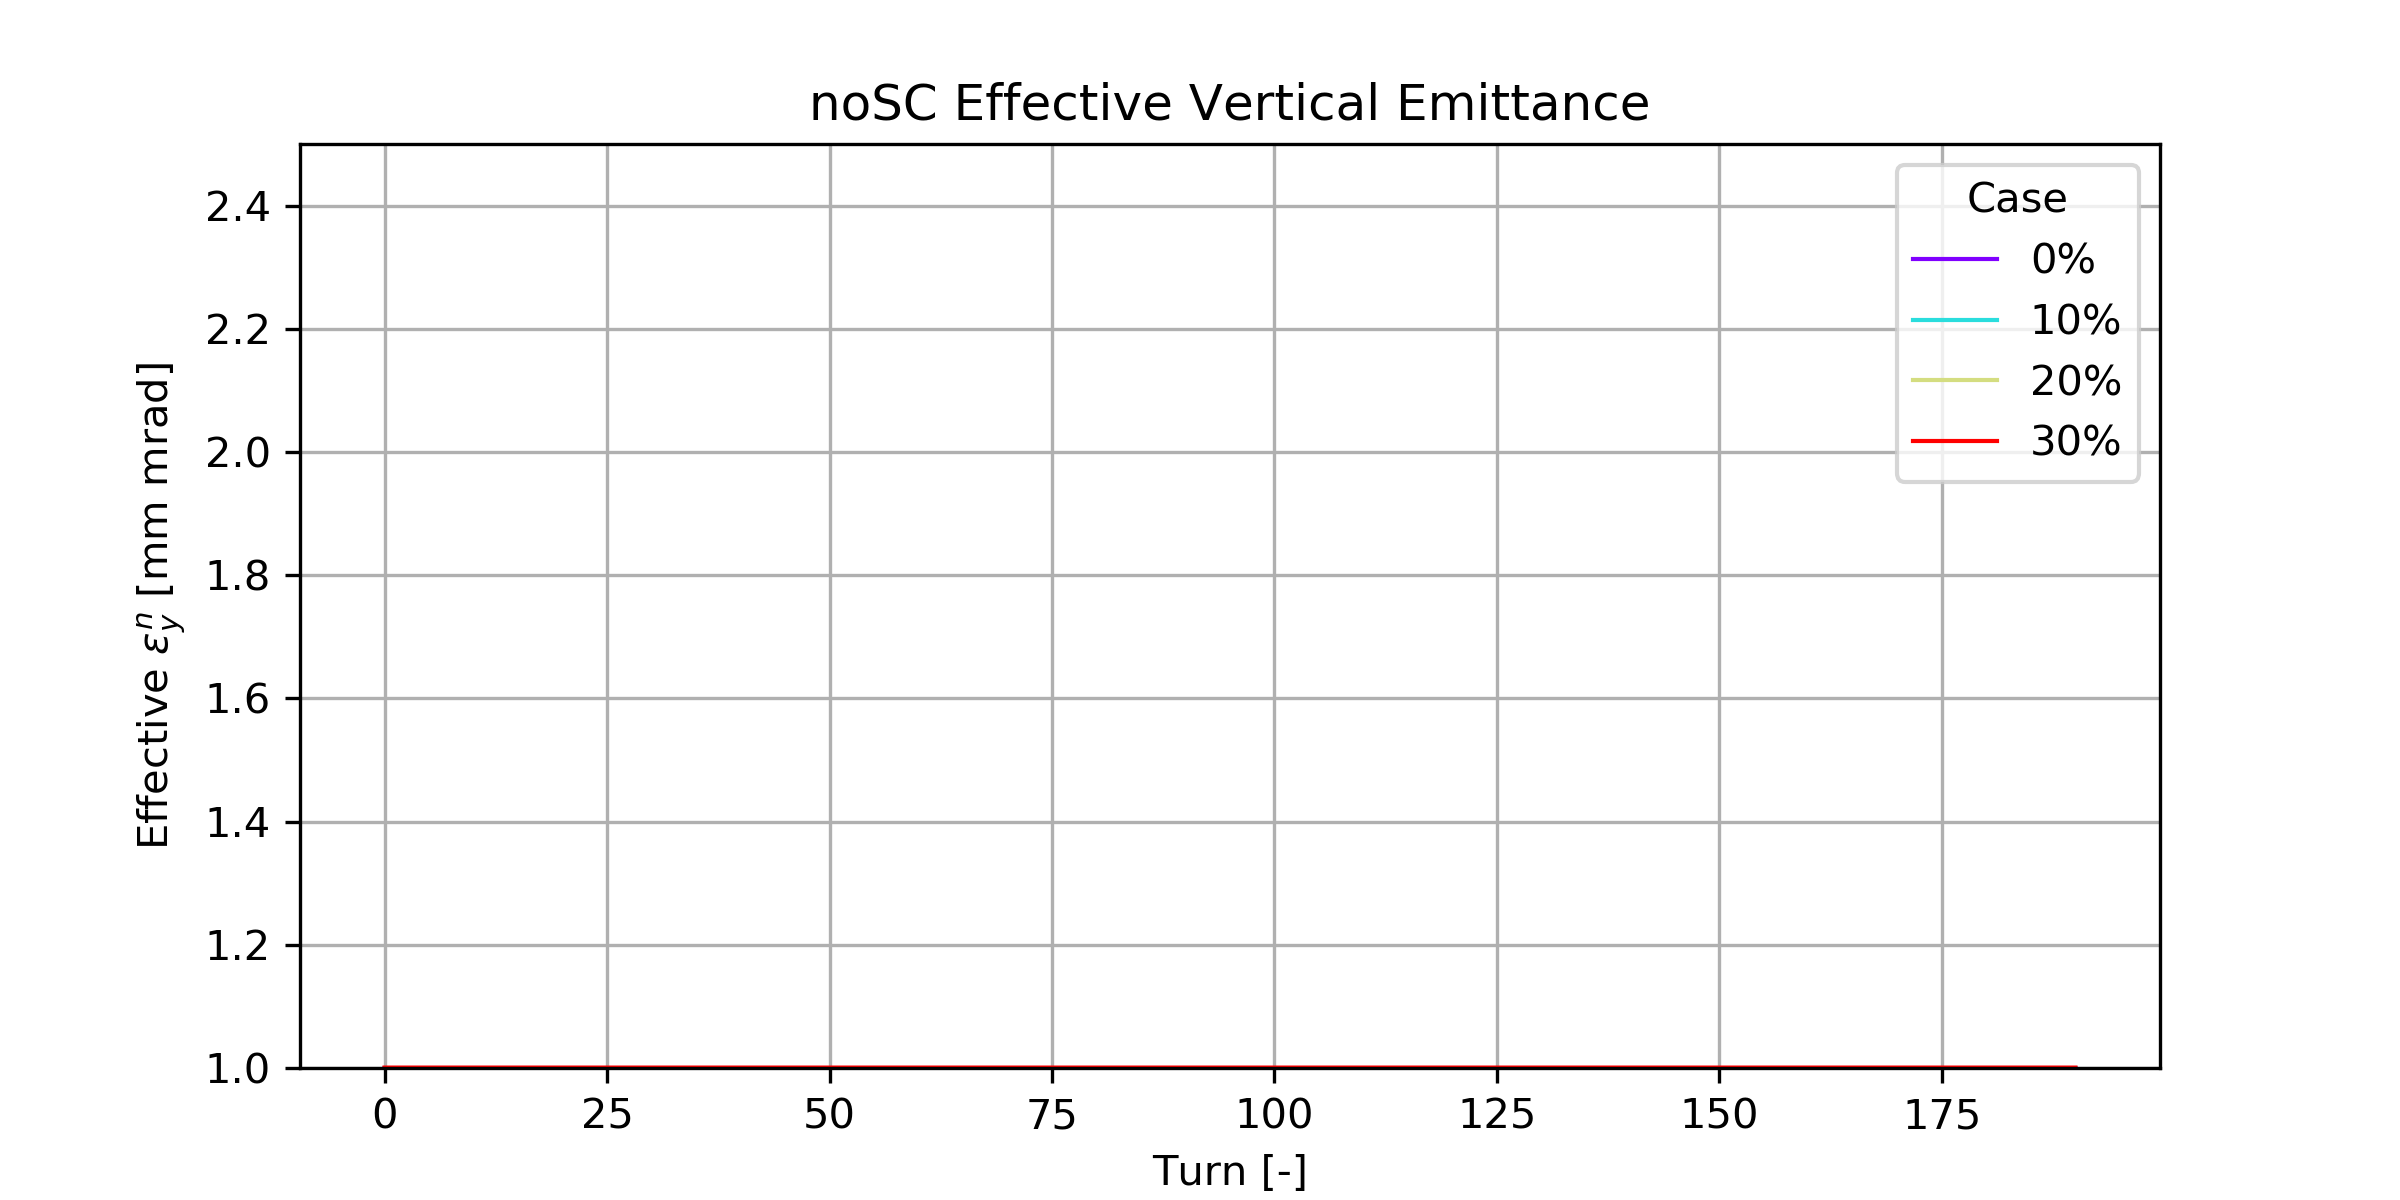 noSC Effective Vertical Emittance
Effective $\varepsilon_y^n$ [mm mrad]
2.4
2.2
2.0
1.8
1.6
1.4
1.2
1.0
Case
0%
10%
20%
30%
0 25 50 75 100 125 150 175
Turn [-]